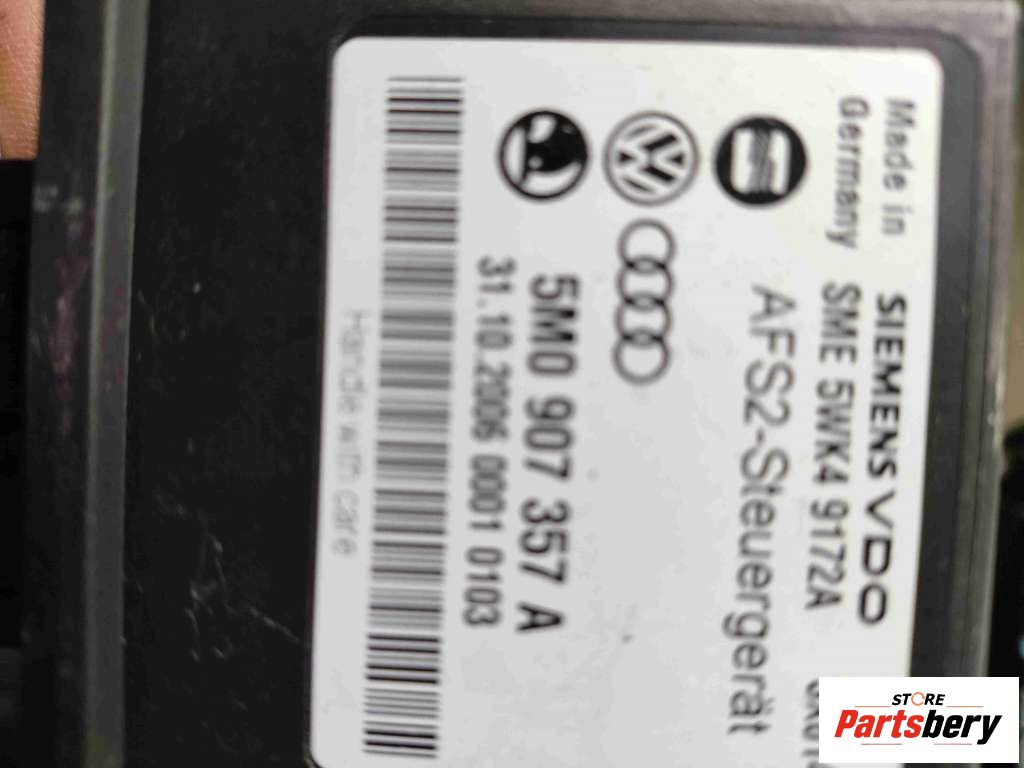 Made in
Germany
SIEMENS VDO
SME 5WK4 9172A
AFS2-Steuergerät
5M0 907 357 A
31.10.2006 0001 0103
Handle with care
STORE
Partsbery